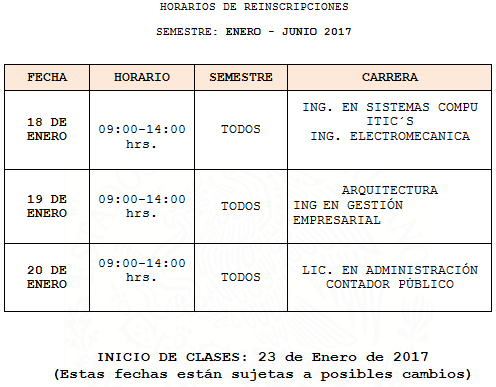 HORARIOS DE REINSCRIPCIONES
SEMESTRE: ENERO - JUNIO 2017
FECHA HORARIO SEMESTRE CARRERA
18 DE ENERO
09:00-14:00 hrs.
TODOS
ING. EN SISTEMAS COMPU
ITIC´S
ING. ELECTROMECANICA
19 DE ENERO
09:00-14:00 hrs.
TODOS
ARQUITECTURA
ING EN GESTIÓN
EMPRESARIAL
20 DE ENERO
09:00-14:00 hrs.
TODOS
LIC. EN ADMINISTRACIÓN
CONTADOR PÚBLICO
INICIO DE CLASES: 23 de Enero de 2017
(Estas fechas están sujetas a posibles cambios)